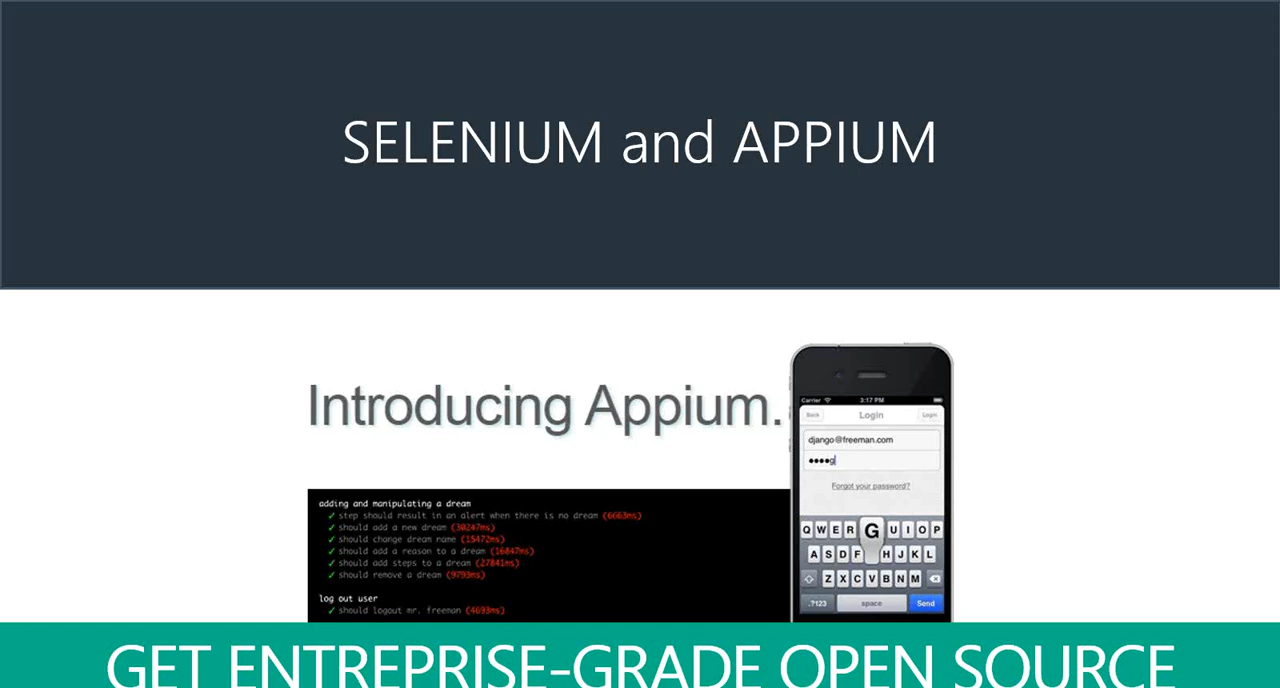 SELENIUM and APPIUM
Introducing Appium.
Carrier 3:17 PM
Back Login Login
django@freeman.com
••••g
Forgot your password?
Q W E R G U I O P
A S D F H J K L
Z X C V B N M
.?123 space Send
adding and manipulating a dream
✓ step should result in an alert when there is no dream (6663ms)
✓ should add a new dream (30247ms)
✓ should change dream name (15472ms)
✓ should add a reason to a dream (16847ms)
✓ should add steps to a dream (27841ms)
✓ should remove a dream (9793ms)
log out user
✓ should logout mr. freeman (4693ms)
GET ENTREPRISE-GRADE OPEN SOURCE